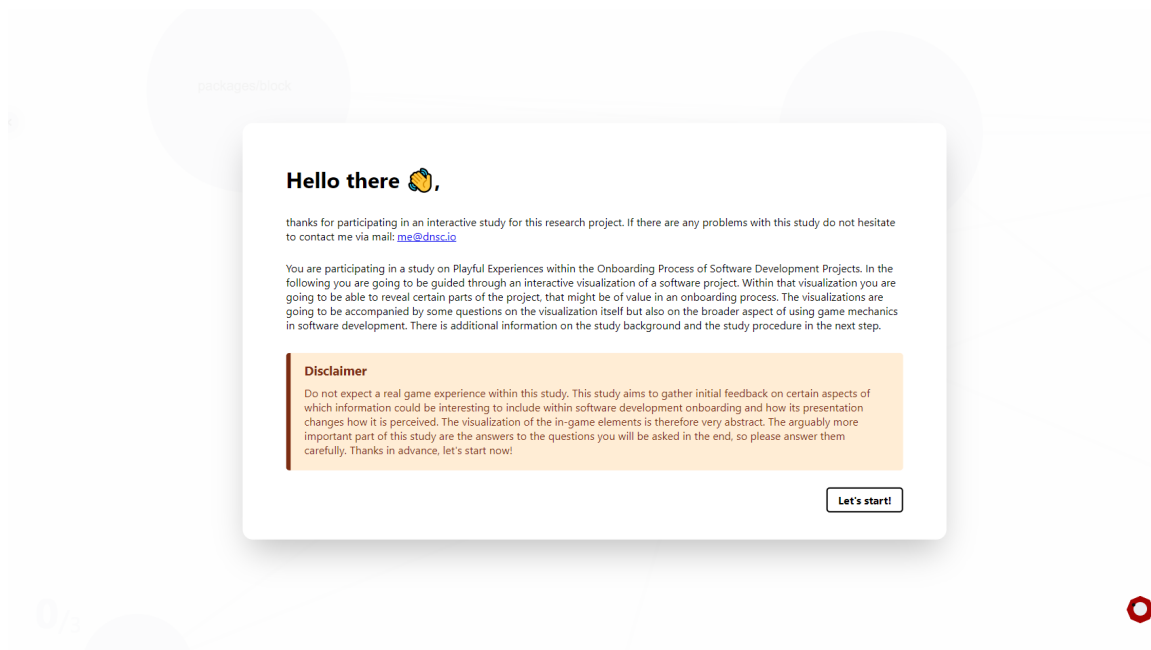 packages/block
Hello there 👋,
thanks for participating in an interactive study for this research project. If there are any problems with this study do not hesitate
to contact me via mail: me@dnsc.io
You are participating in a study on Playful Experiences within the Onboarding Process of Software Development Projects. In the
following you are going to be guided through an interactive visualization of a software project. Within that visualization you are
going to be able to reveal certain parts of the project, that might be of value in an onboarding process. The visualizations are
going to be accompanied by some questions on the visualization itself but also on the broader aspect of using game mechanics
in software development. There is additional information on the study background and the study procedure in the next step.
Disclaimer
Do not expect a real game experience within this study. This study aims to gather initial feedback on certain aspects of
which information could be interesting to include within software development onboarding and how its presentation
changes how it is perceived. The visualization of the in-game elements is therefore very abstract. The arguably more
important part of this study are the answers to the questions you will be asked in the end, so please answer them
carefully. Thanks in advance, let's start now!
Let's start!
0/3